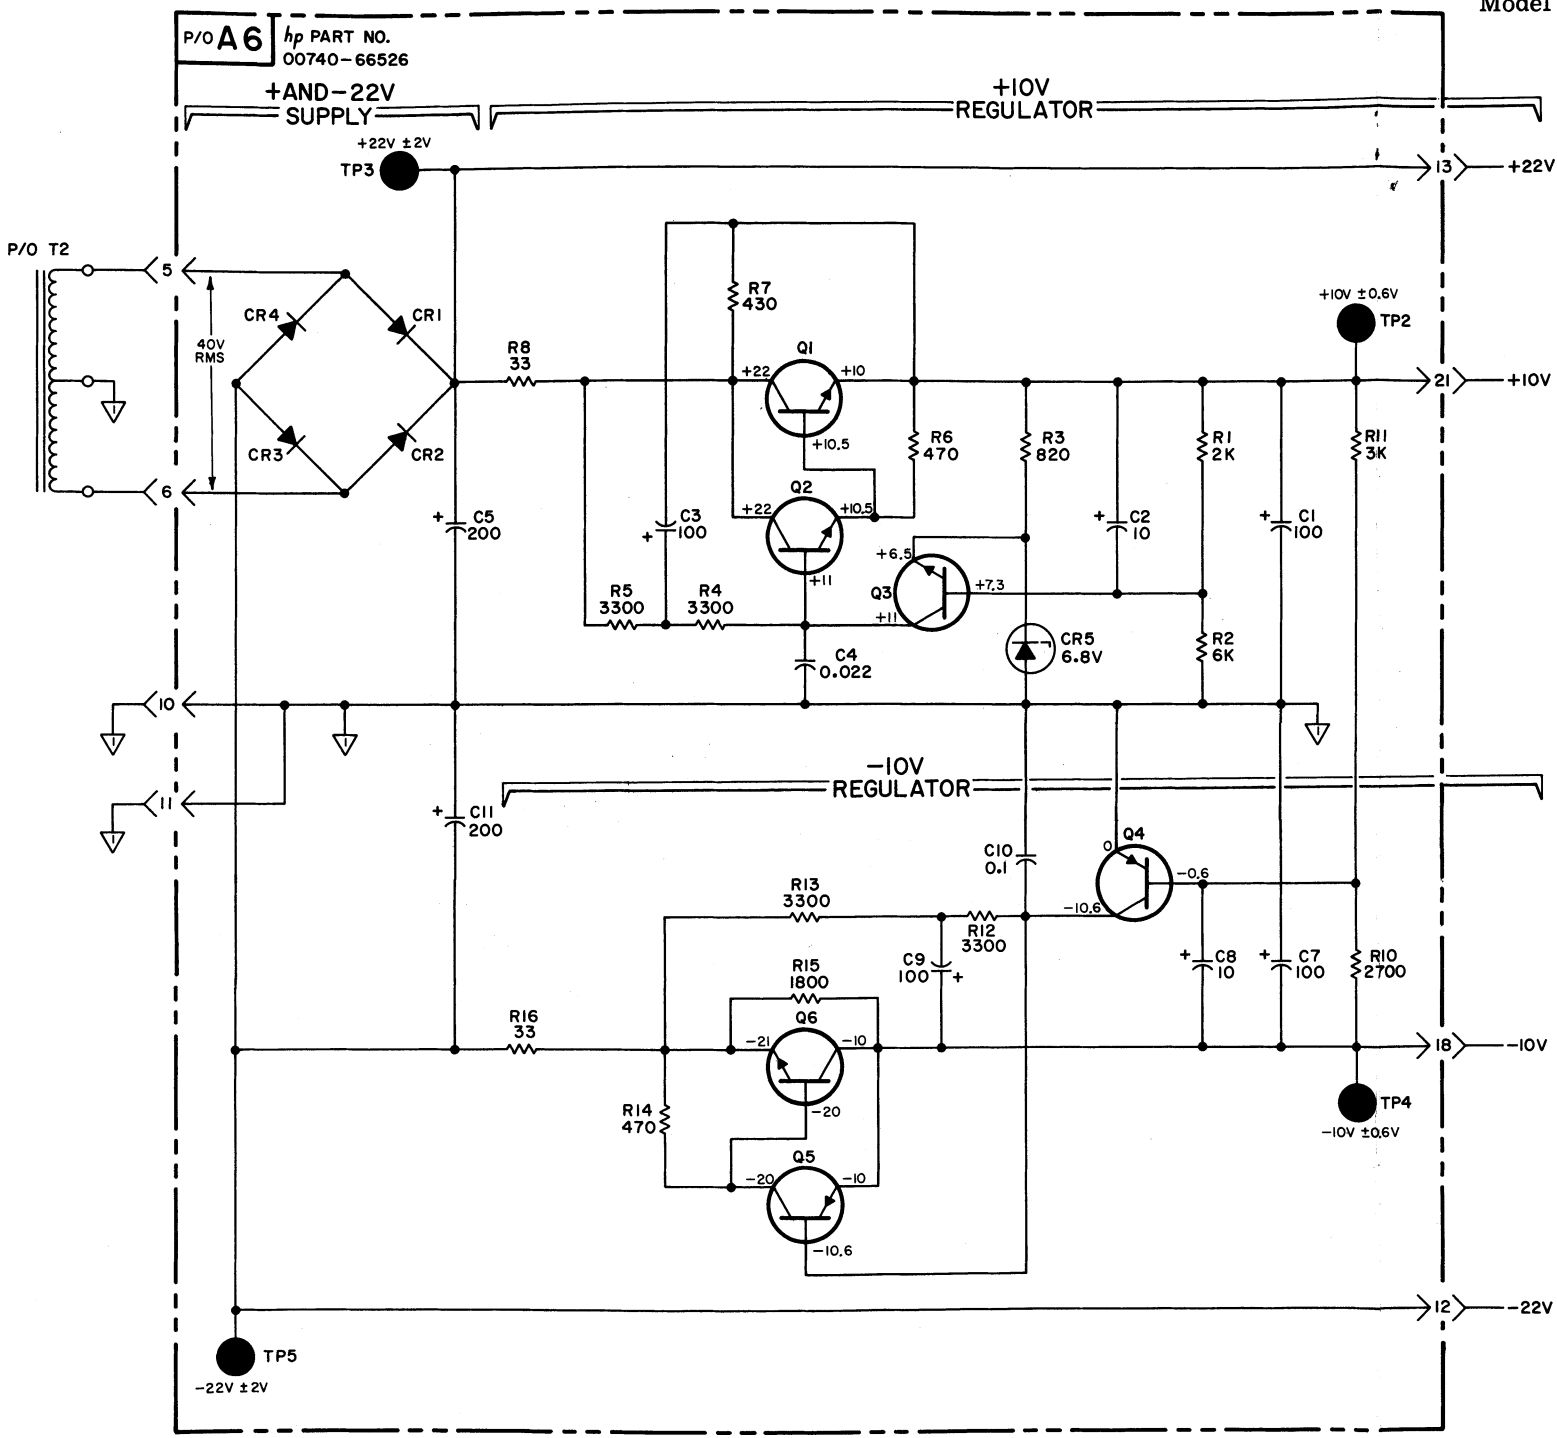 Model
P/O A6
hp PART NO.
00740-66526
+AND-22V
SUPPLY
+10V
REGULATOR
+22V ±2V
TP3
13
+22V
P/O T2
5
CR4
CR1
40V
RMS
CR3
CR2
6
R8
33
R7
430
Q1
+22
+10
+10.5
+10V ±0.6V
TP2
21
+10V
R6
470
R3
820
R1
2K
R11
3K
Q2
+22
+10.5
+11
C5
200
+
C3
100
+
C2
10
+
C1
100
+
+6.5
Q3
+7.3
+11
R5
3300
R4
3300
C4
0.022
CR5
6.8V
R2
6K
10
11
-10V
REGULATOR
C11
200
+
C10
0.1
Q4
0
-0.6
-10.6
R13
3300
R12
3300
C9
100
+
C8
10
+
C7
100
+
R10
2700
R15
1800
R16
33
Q6
-21
-10
-20
18
-10V
R14
470
TP4
-10V ±0.6V
Q5
-20
-10
-10.6
12
-22V
TP5
-22V ±2V